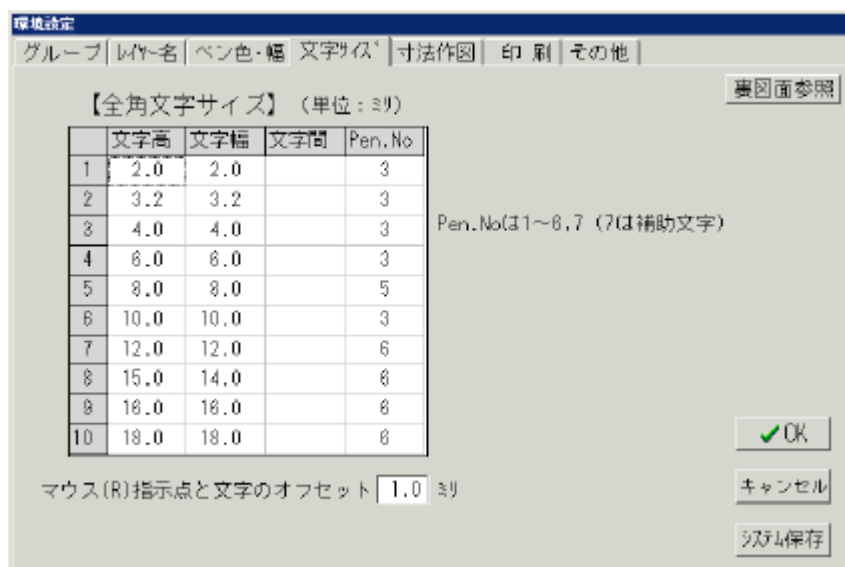 環境設定
グループ ﾚｲﾔｰ名 ペン色・幅 文字ｻｲｽﾞ 寸法作図 印 刷 その他
裏図面参照
【全角文字サイズ】 （単位：ﾐﾘ）
文字高 文字幅 文字間 Pen.No
1 2.0 2.0 3
2 3.2 3.2 3
3 4.0 4.0 3
4 6.0 6.0 3
5 8.0 8.0 5
6 10.0 10.0 3
7 12.0 12.0 6
8 15.0 14.0 6
9 16.0 16.0 6
10 18.0 18.0 6
Pen.Noは1～6,7 (7は補助文字)
OK
マウス(R)指示点と文字のオフセット 1.0 ﾐﾘ
キャンセル
ｼｽﾃﾑ保存